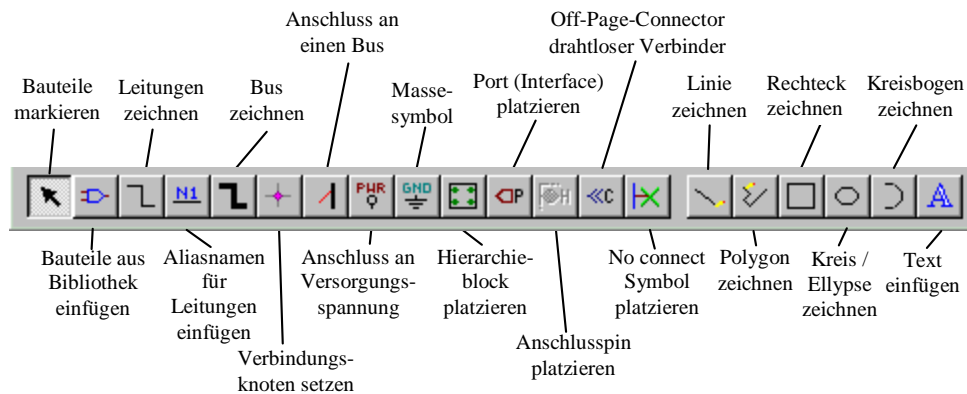 Anschluss an
einen Bus
Off-Page-Connector
drahtloser Verbinder
Bauteile
markieren
Leitungen
zeichnen
Bus
zeichnen
Masse-
symbol
Port (Interface)
platzieren
Linie
zeichnen
Rechteck
zeichnen
Kreisbogen
zeichnen
N1
PWR
GND
P
H
C
A
Bauteile aus
Bibliothek
einfügen
Aliasnamen
für
Leitungen
einfügen
Anschluss an
Versorgungs-
spannung
Hierarchie-
block
platzieren
No connect
Symbol
platzieren
Polygon
zeichnen
Kreis /
Ellypse
zeichnen
Text
einfügen
Verbindungs-
knoten setzen
Anschlusspin
platzieren